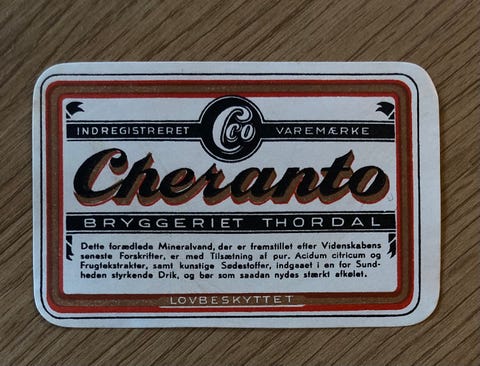 Cco
INDREGISTRERET VAREMÆRKE
Cheranto
BRYGGERIET THORDAL
Dette forædlede Mineralvand, der er fremstillet efter Videnskabens
seneste Forskrifter, er med Tilsætning af pur. Acidum citricum og
Frugtekstrakter, samt kunstige Sødestoffer, indgaaet i en for Sund-
heden styrkende Drik, og bør som saadan nydes stærkt afkølet.
LOVBESKYTTET